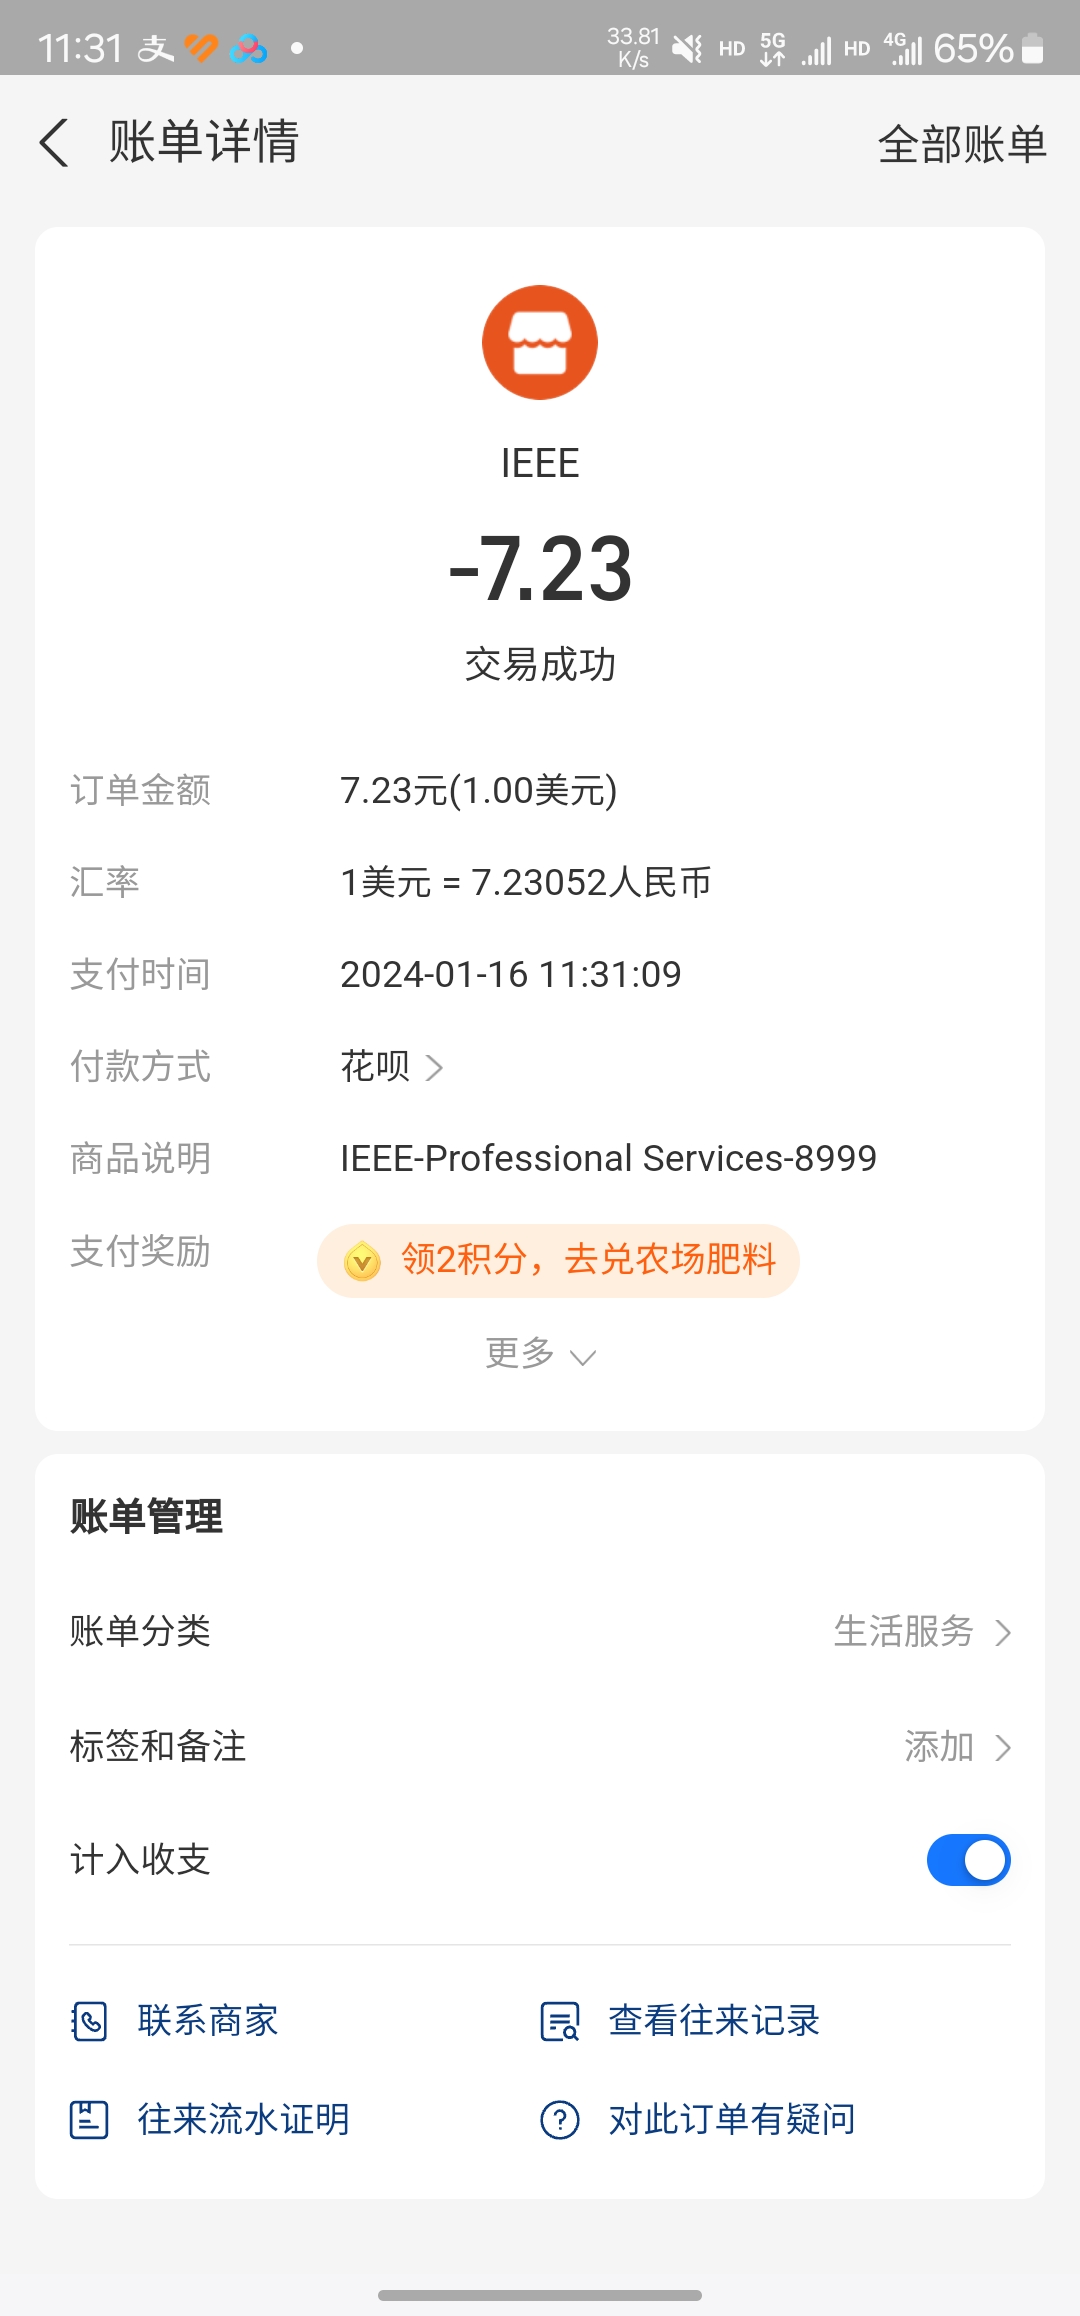 11:31 33.81 K/s HD 5G HD 4G 65%
账单详情 全部账单
IEEE
-7.23
交易成功
订单金额 7.23元(1.00美元)
汇率 1美元 = 7.23052人民币
支付时间 2024-01-16 11:31:09
付款方式 花呗
商品说明 IEEE-Professional Services-8999
支付奖励 领2积分，去兑农场肥料
更多
账单管理
账单分类 生活服务
标签和备注 添加
计入收支
联系商家 查看往来记录
往来流水证明 对此订单有疑问